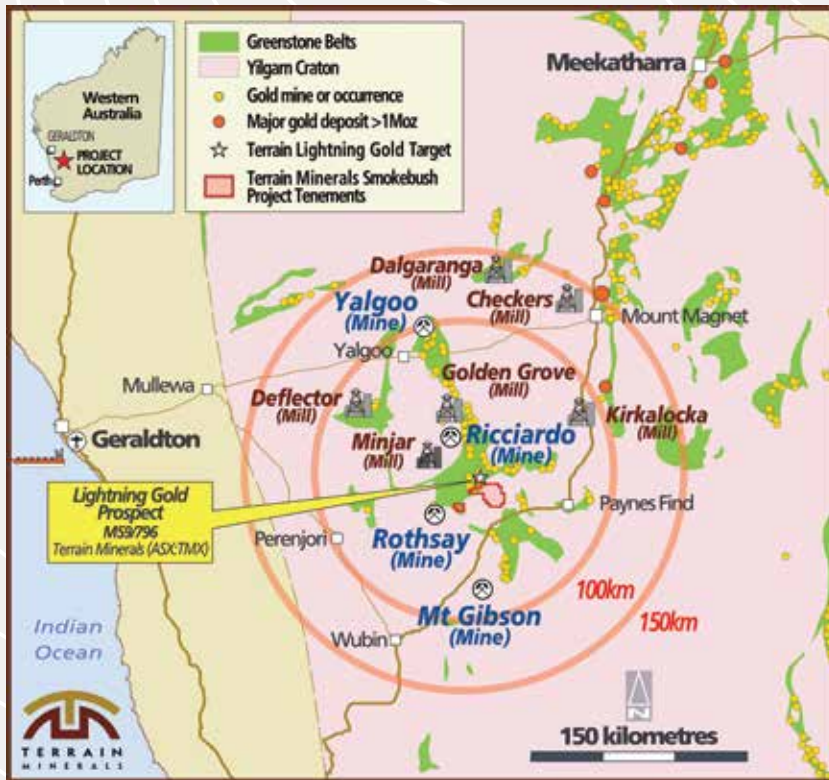 Western
Australia
GERALDTON
PROJECT
LOCATION
Perth
Greenstone Belts
Yilgarn Craton
Gold mine or occurrence
Major gold deposit >1Moz
Terrain Lightning Gold Target
Terrain Minerals Smokebush
Project Tenements
Meekatharra
Dalgaranga
(Mill)
Checkers
(Mill)
Yalgoo
(Mine)
Mount Magnet
Yalgoo
Mullewa
Golden Grove
(Mill)
Deflector
(Mill)
Kirkalocka
(Mill)
Geraldton
Minjar
(Mill)
Ricciardo
(Mine)
Lightning Gold
Prospect
M59/796
Terrain Minerals (ASX:TMX)
Paynes Find
Rothsay
(Mine)
Perenjori
Mt Gibson
(Mine)
100km
150km
Indian
Ocean
Wubin
N
150 kilometres
TERRAIN
MINERALS